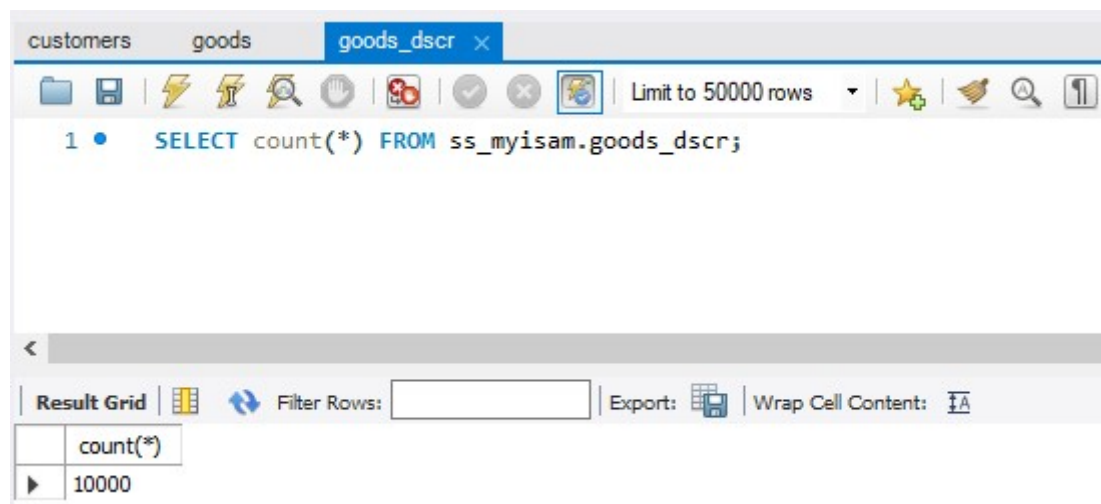 customers goods goods_dscr
Limit to 50000 rows
1 SELECT count(*) FROM ss_myisam.goods_dscr;
Result Grid Filter Rows: Export: Wrap Cell Content: IA
count(*)
10000